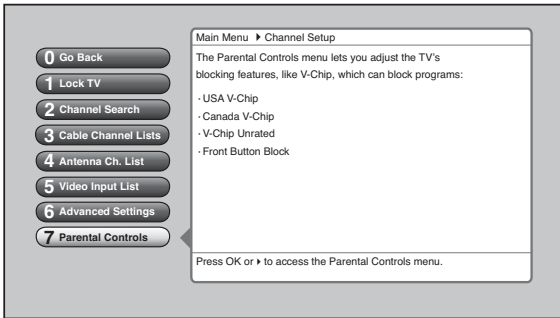 Main Menu ▸ Channel Setup
0 Go Back
1 Lock TV
2 Channel Search
3 Cable Channel Lists
4 Antenna Ch. List
5 Video Input List
6 Advanced Settings
7 Parental Controls
The Parental Controls menu lets you adjust the TV's
blocking features, like V-Chip, which can block programs:
· USA V-Chip
· Canada V-Chip
· V-Chip Unrated
· Front Button Block
Press OK or ▸ to access the Parental Controls menu.